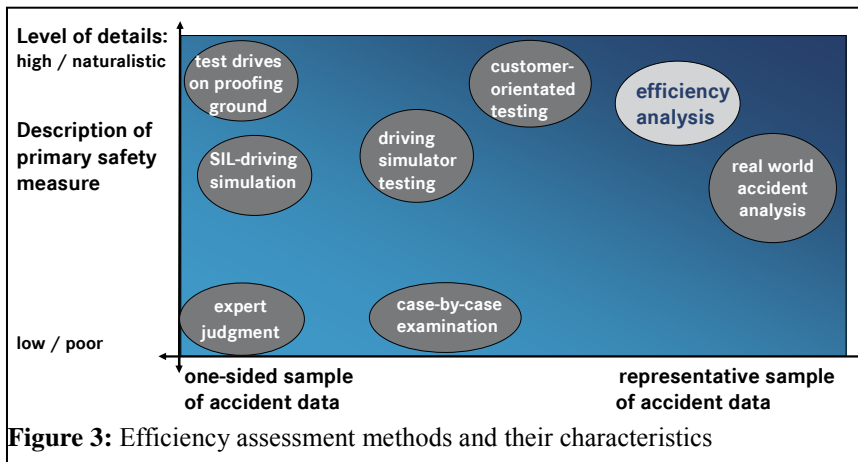 Level of details:
high / naturalistic
Description of
primary safety
measure
low / poor
test drives
on proofing
ground
customer-
orientated
testing
efficiency
analysis
SIL-driving
simulation
driving
simulator
testing
real world
accident
analysis
expert
judgment
case-by-case
examination
one-sided sample
of accident data
representative sample
of accident data
Figure 3: Efficiency assessment methods and their characteristics